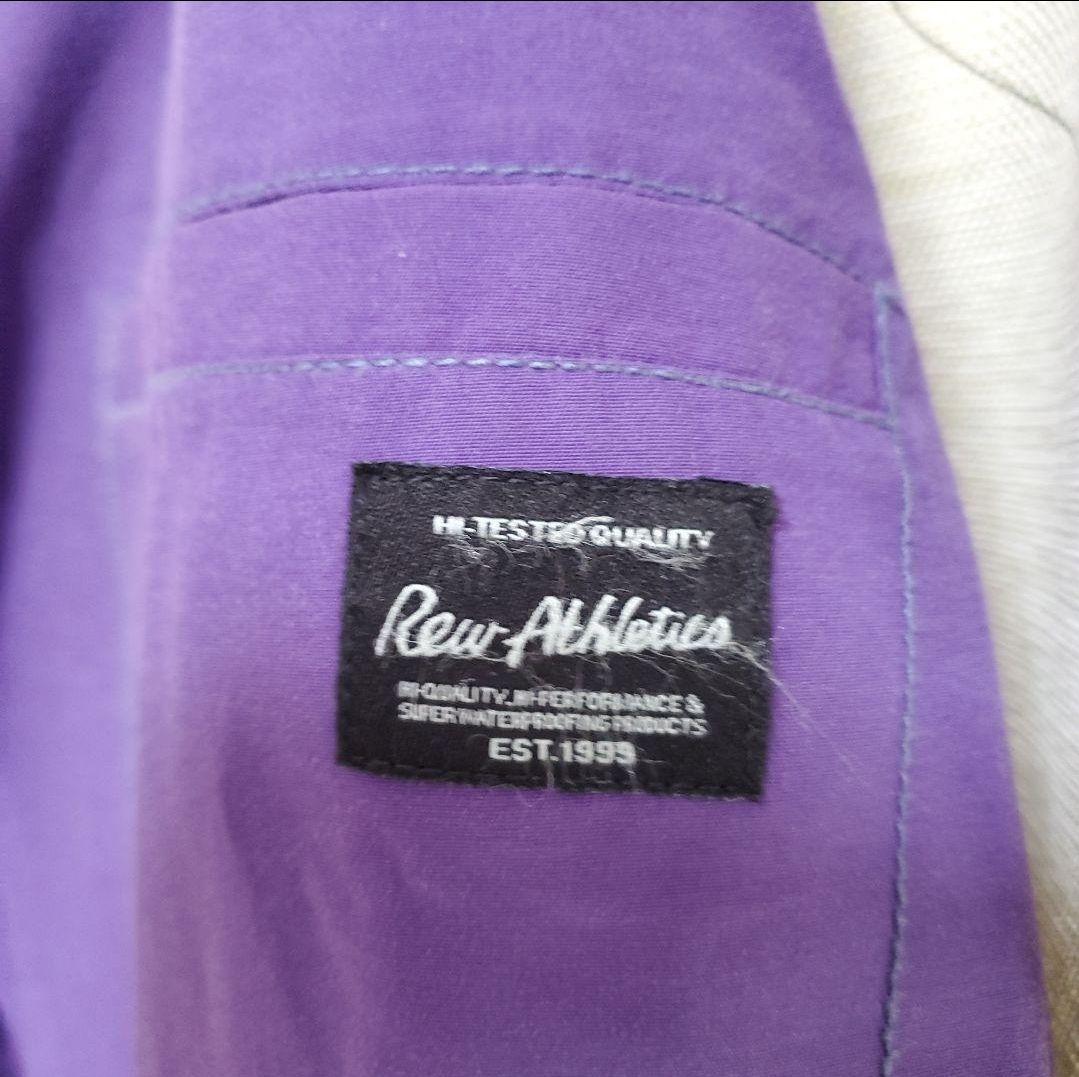 HI-TESTED QUALITY
Rew Athletics
HI-QUALITY, HI-PERFORMANCE &
SUPER WATERPROOFING PRODUCTS
EST.1999